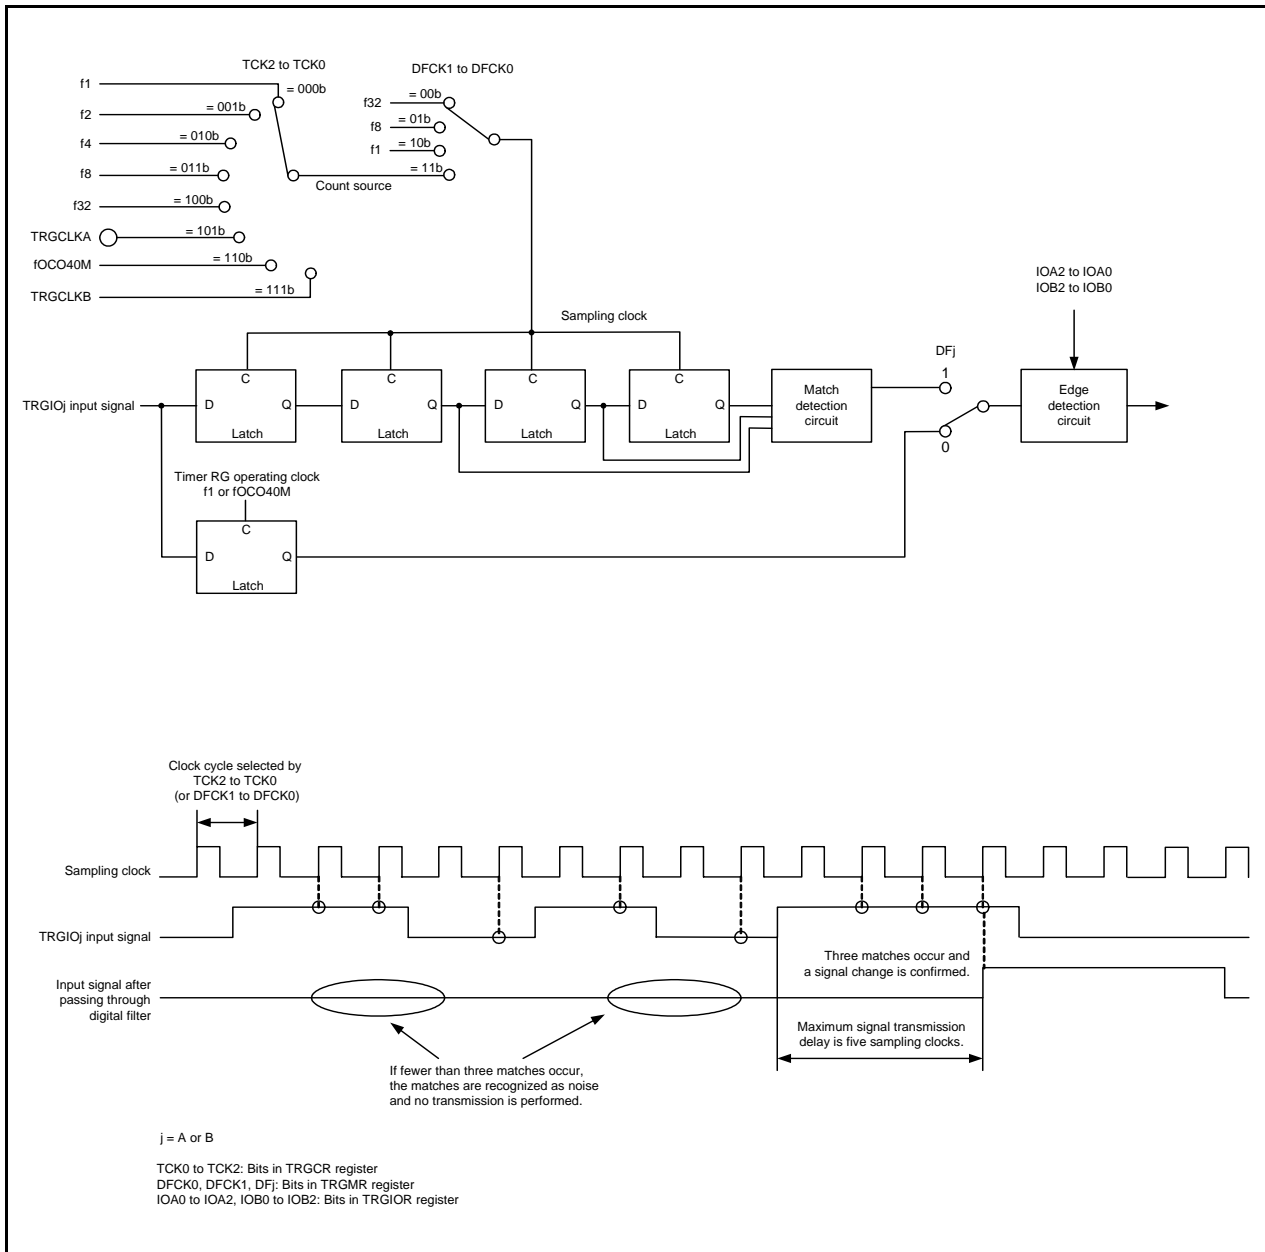 TCK2 to TCK0
DFCK1 to DFCK0
f1
= 000b
f2
= 001b
f4
= 010b
f8
= 011b
f32
= 100b
TRGCLKA
= 101b
fOCO40M
= 110b
TRGCLKB
= 111b
f32
= 00b
f8
= 01b
f1
= 10b
= 11b
Count source
Sampling clock
IOA2 to IOA0
IOB2 to IOB0
TRGIOj input signal
C
D
Q
Latch
C
D
Q
Latch
C
D
Q
Latch
C
D
Q
Latch
Match
detection
circuit
DFj
1
0
Edge
detection
circuit
Timer RG operating clock
f1 or fOCO40M
C
D
Q
Latch
Clock cycle selected by
TCK2 to TCK0
(or DFCK1 to DFCK0)
Sampling clock
TRGIOj input signal
Three matches occur and
a signal change is confirmed.
Input signal after
passing through
digital filter
Maximum signal transmission
delay is five sampling clocks.
If fewer than three matches occur,
the matches are recognized as noise
and no transmission is performed.
j = A or B
TCK0 to TCK2: Bits in TRGCR register
DFCK0, DFCK1, DFj: Bits in TRGMR register
IOA0 to IOA2, IOB0 to IOB2: Bits in TRGIOR register